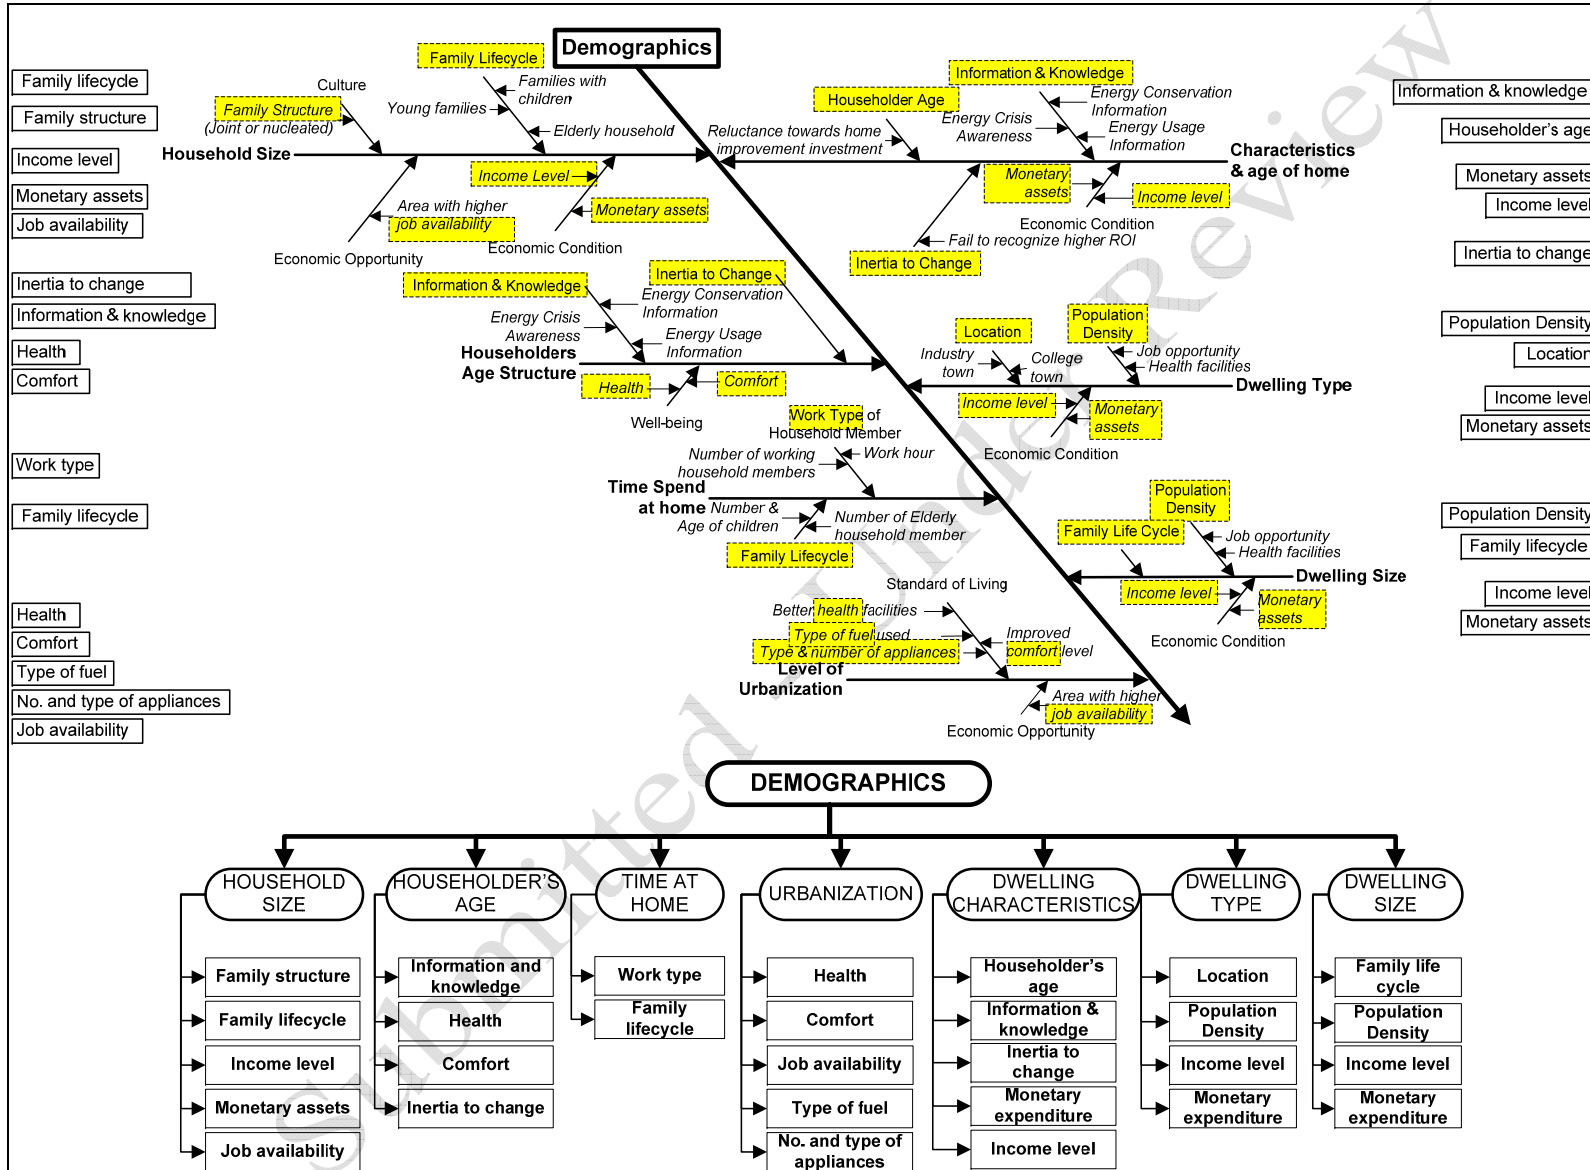 Demographics
Family Lifecycle
Families with
children
Young families
Elderly household
Culture
Family Structure
(Joint or nucleated)
Household Size
Income Level
Monetary assets
Economic Condition
Area with higher
job availability
Economic Opportunity
Information & Knowledge
Energy Conservation
Information
Energy Crisis
Awareness
Energy Usage
Information
Householder Age
Reluctance towards home
improvement investment
Characteristics
& age of home
Monetary
assets
Income level
Economic Condition
Fail to recognize higher ROI
Inertia to Change
Information & Knowledge
Inertia to Change
Energy Conservation
Information
Energy Crisis
Awareness
Energy Usage
Information
Householders
Age Structure
Health
Comfort
Well-being
Location
Population
Density
Industry
town
College
town
Job opportunity
Health facilities
Dwelling Type
Income level
Monetary
assets
Economic Condition
Work Type of
Household Member
Number of working
household members
Work hour
Time Spend
at home
Number &
Age of children
Number of Elderly
household member
Family Lifecycle
Population
Density
Family Life Cycle
Job opportunity
Health facilities
Dwelling Size
Income level
Monetary
assets
Economic Condition
Standard of Living
Better health facilities
Type of fuel used
Type & number of appliances
Improved
comfort level
Level of
Urbanization
Area with higher
job availability
Economic Opportunity
Family lifecycle
Family structure
Income level
Monetary assets
Job availability
Inertia to change
Information & knowledge
Health
Comfort
Work type
Family lifecycle
Health
Comfort
Type of fuel
No. and type of appliances
Job availability
Information & knowledge
Householder's age
Monetary assets
Income level
Inertia to change
Population Density
Location
Income level
Monetary assets
Population Density
Family lifecycle
Income level
Monetary assets
DEMOGRAPHICS
HOUSEHOLD
SIZE
Family structure
Family lifecycle
Income level
Monetary assets
Job availability
HOUSEHOLDER'S
AGE
Information and
knowledge
Health
Comfort
Inertia to change
TIME AT
HOME
Work type
Family
lifecycle
URBANIZATION
Health
Comfort
Job availability
Type of fuel
No. and type of
appliances
DWELLING
CHARACTERISTICS
Householder's
age
Information &
knowledge
Inertia to
change
Monetary
expenditure
Income level
DWELLING
TYPE
Location
Population
Density
Income level
Monetary
expenditure
DWELLING
SIZE
Family life
cycle
Population
Density
Income level
Monetary
expenditure
Submitted - Under Review